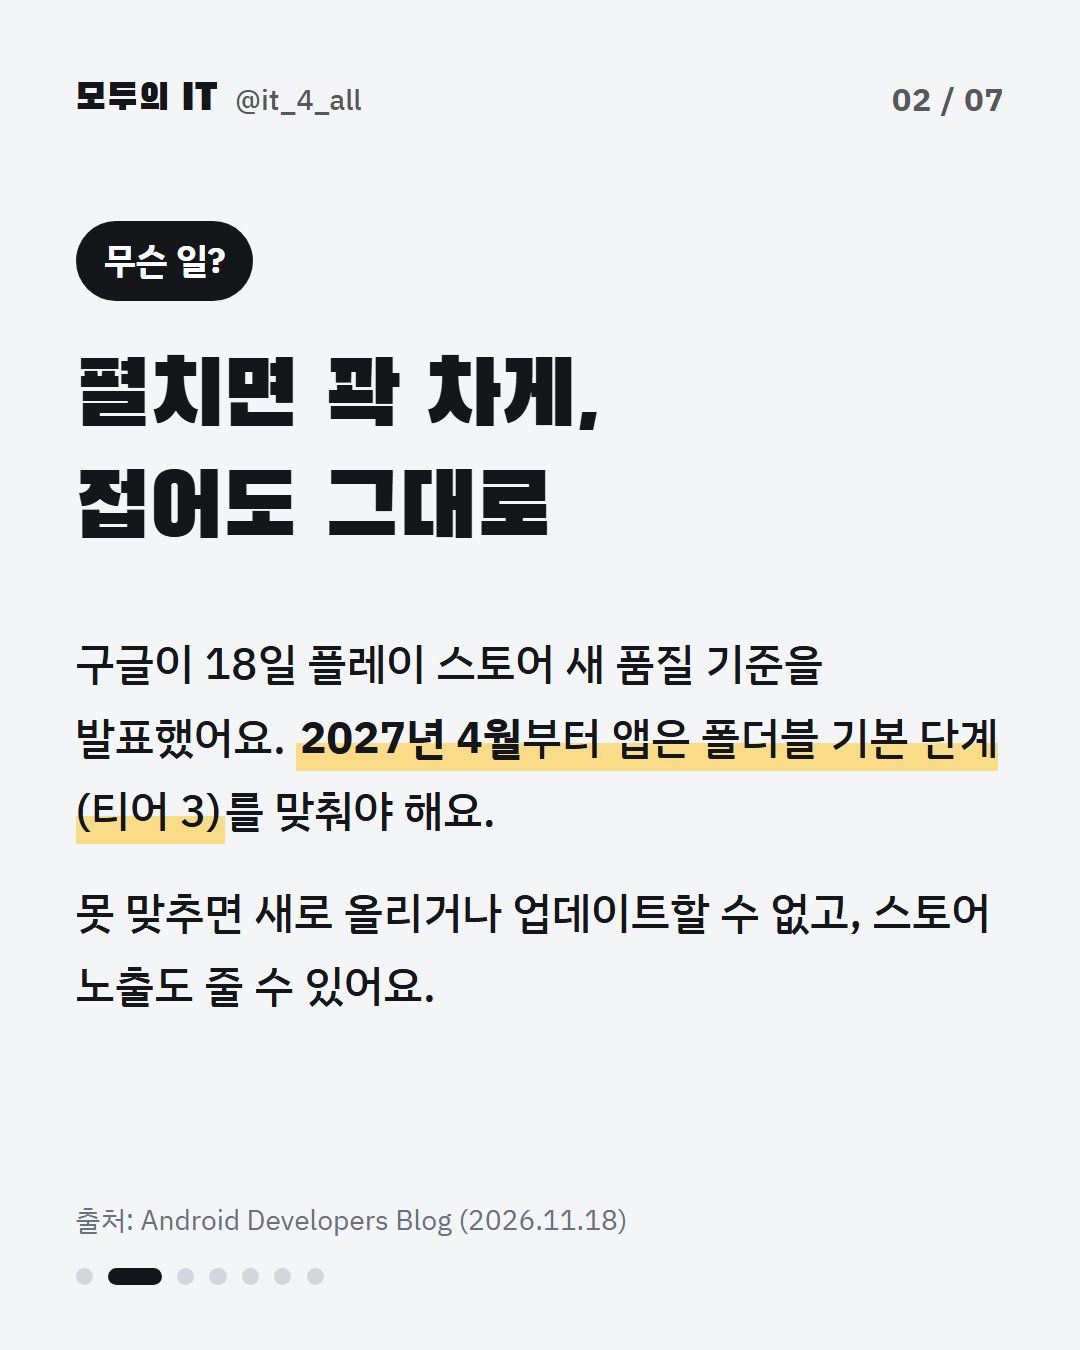 모두의 IT @it_4_all 02 / 07
무슨 일?
펼치면 꽉 차게,
접어도 그대로
구글이 18일 플레이 스토어 새 품질 기준을
발표했어요. 2027년 4월부터 앱은 폴더블 기본 단계
(티어 3)를 맞춰야 해요.
못 맞추면 새로 올리거나 업데이트할 수 없고, 스토어
노출도 줄 수 있어요.
출처: Android Developers Blog (2026.11.18)